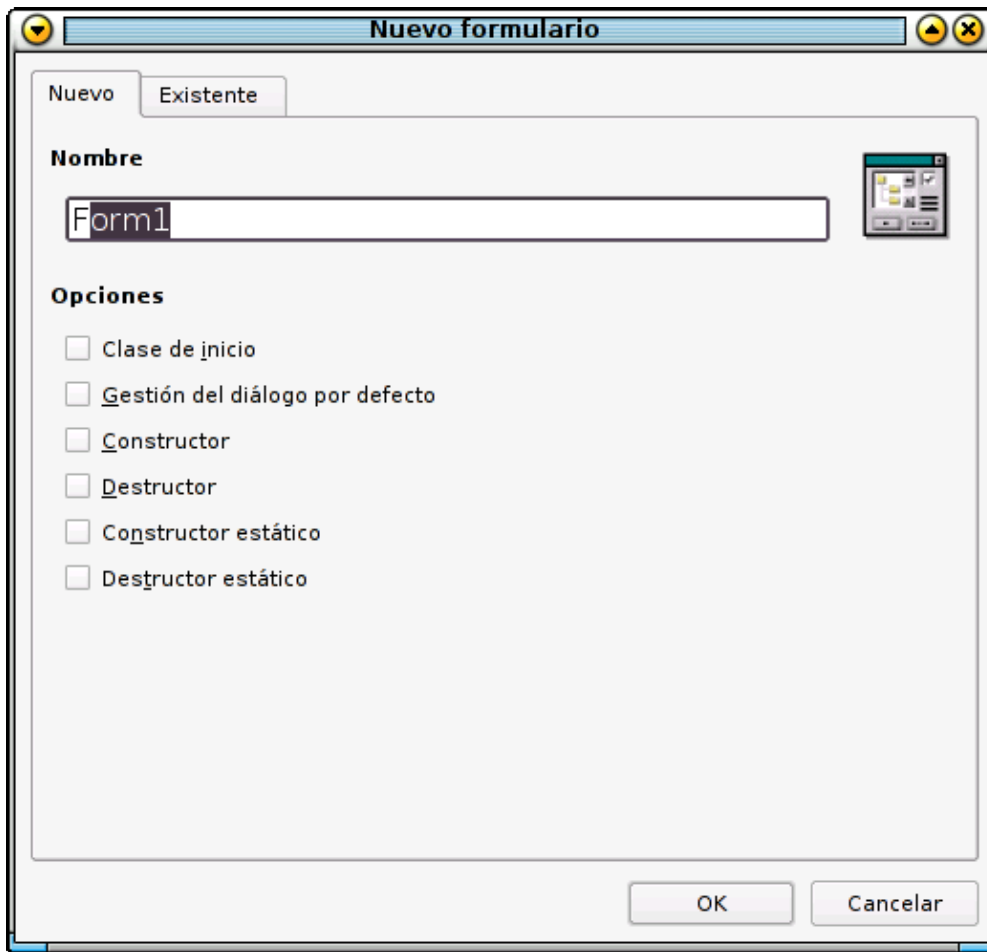 Nuevo formulario
Nuevo
Existente
Nombre
Form1
Opciones
Clase de inicio
Gestión del diálogo por defecto
Constructor
Destructor
Constructor estático
Destructor estático
OK
Cancelar